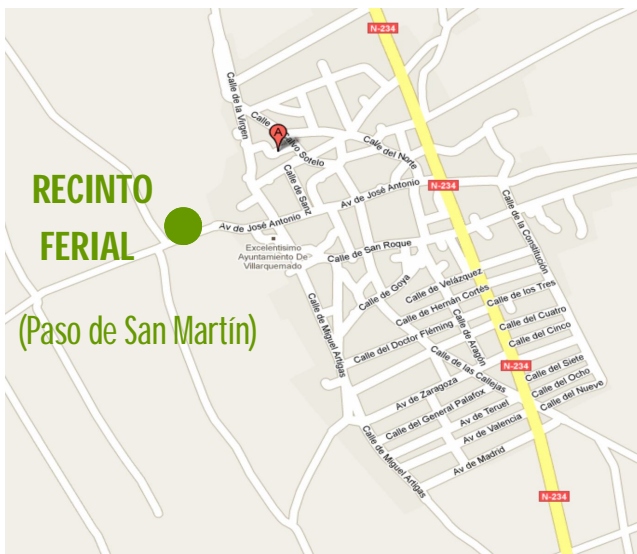 N-234
Calle de la Virgen
Calle de Calvo Sotelo
A
Calle del Norte
RECINTO
FERIAL
(Paso de San Martín)
Calle de Sanz
N-234
Av de José Antonio
Av de José Antonio
Calle de la Constitución
Excelentísimo
Ayuntamiento De
Villarquemado
Calle de San Roque
Calle de Goya
Calle de Velázquez
Calle de Hernán Cortés
Calle de los Tres
Calle del Doctor Fléming
Calle de Aragón
Calle del Cuatro
Calle del Cinco
Calle de Miguel Artigas
Calle de las Callejas
N-234
Calle del Siete
Calle del Ocho
Calle del Nueve
Av de Zaragoza
Calle del General Palafox
Av de Teruel
Av de Valencia
Av de Madrid
Calle de Miguel Artigas
N-234